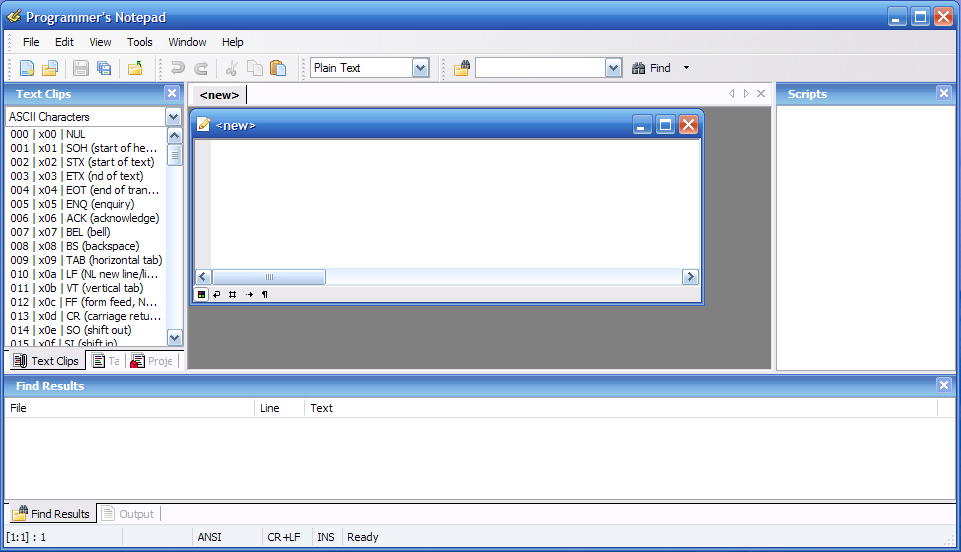 Programmer's Notepad
File Edit View Tools Window Help
Plain Text Find
Text Clips
ASCII Characters
000 | x00 | NUL
001 | x01 | SOH (start of he...
002 | x02 | STX (start of text)
003 | x03 | ETX (nd of text)
004 | x04 | EOT (end of tran...
005 | x05 | ENQ (enquiry)
006 | x06 | ACK (acknowledge)
007 | x07 | BEL (bell)
008 | x08 | BS (backspace)
009 | x09 | TAB (horizontal tab)
010 | x0a | LF (NL new line/li...
011 | x0b | VT (vertical tab)
012 | x0c | FF (form feed, N...
013 | x0d | CR (carriage retu...
014 | x0e | SO (shift out)
015 | x0f | SI (shift in)
Text Clips Ta Proje
<new>
<new>
Scripts
Find Results
File Line Text
Find Results Output
[1:1] : 1 ANSI CR+LF INS Ready